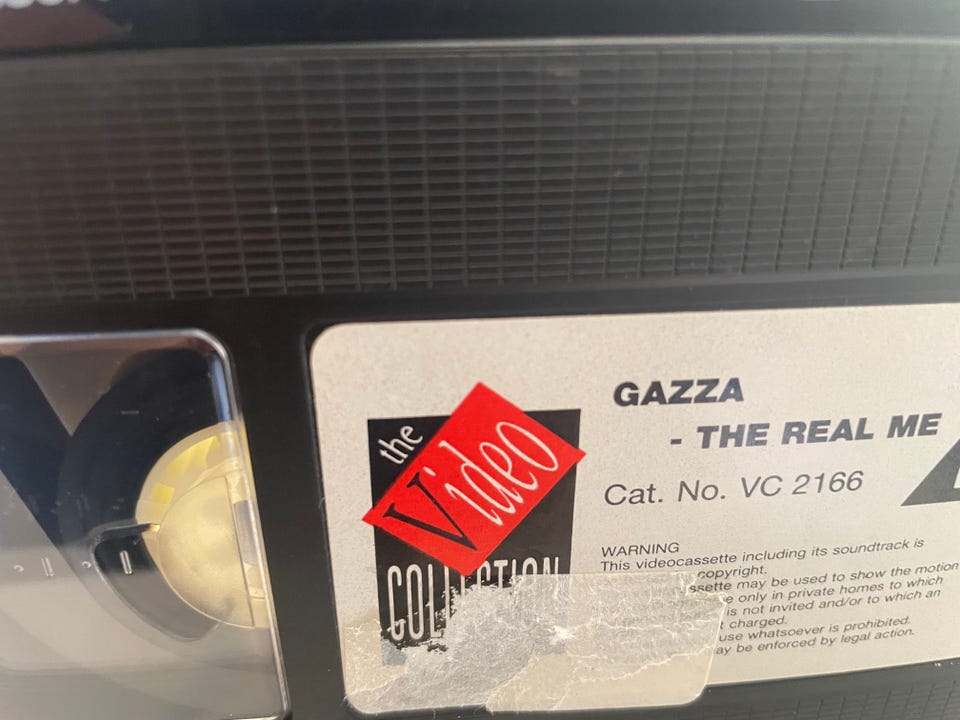 the
Video
COLLECTION
GAZZA
- THE REAL ME
Cat. No. VC 2166
WARNING
This videocassette including its soundtrack is
copyright.
ssette may be used to show the motion
e only in private homes to which
is not invited and/or to which an
charged.
use whatsoever is prohibited.
ay be enforced by legal action.